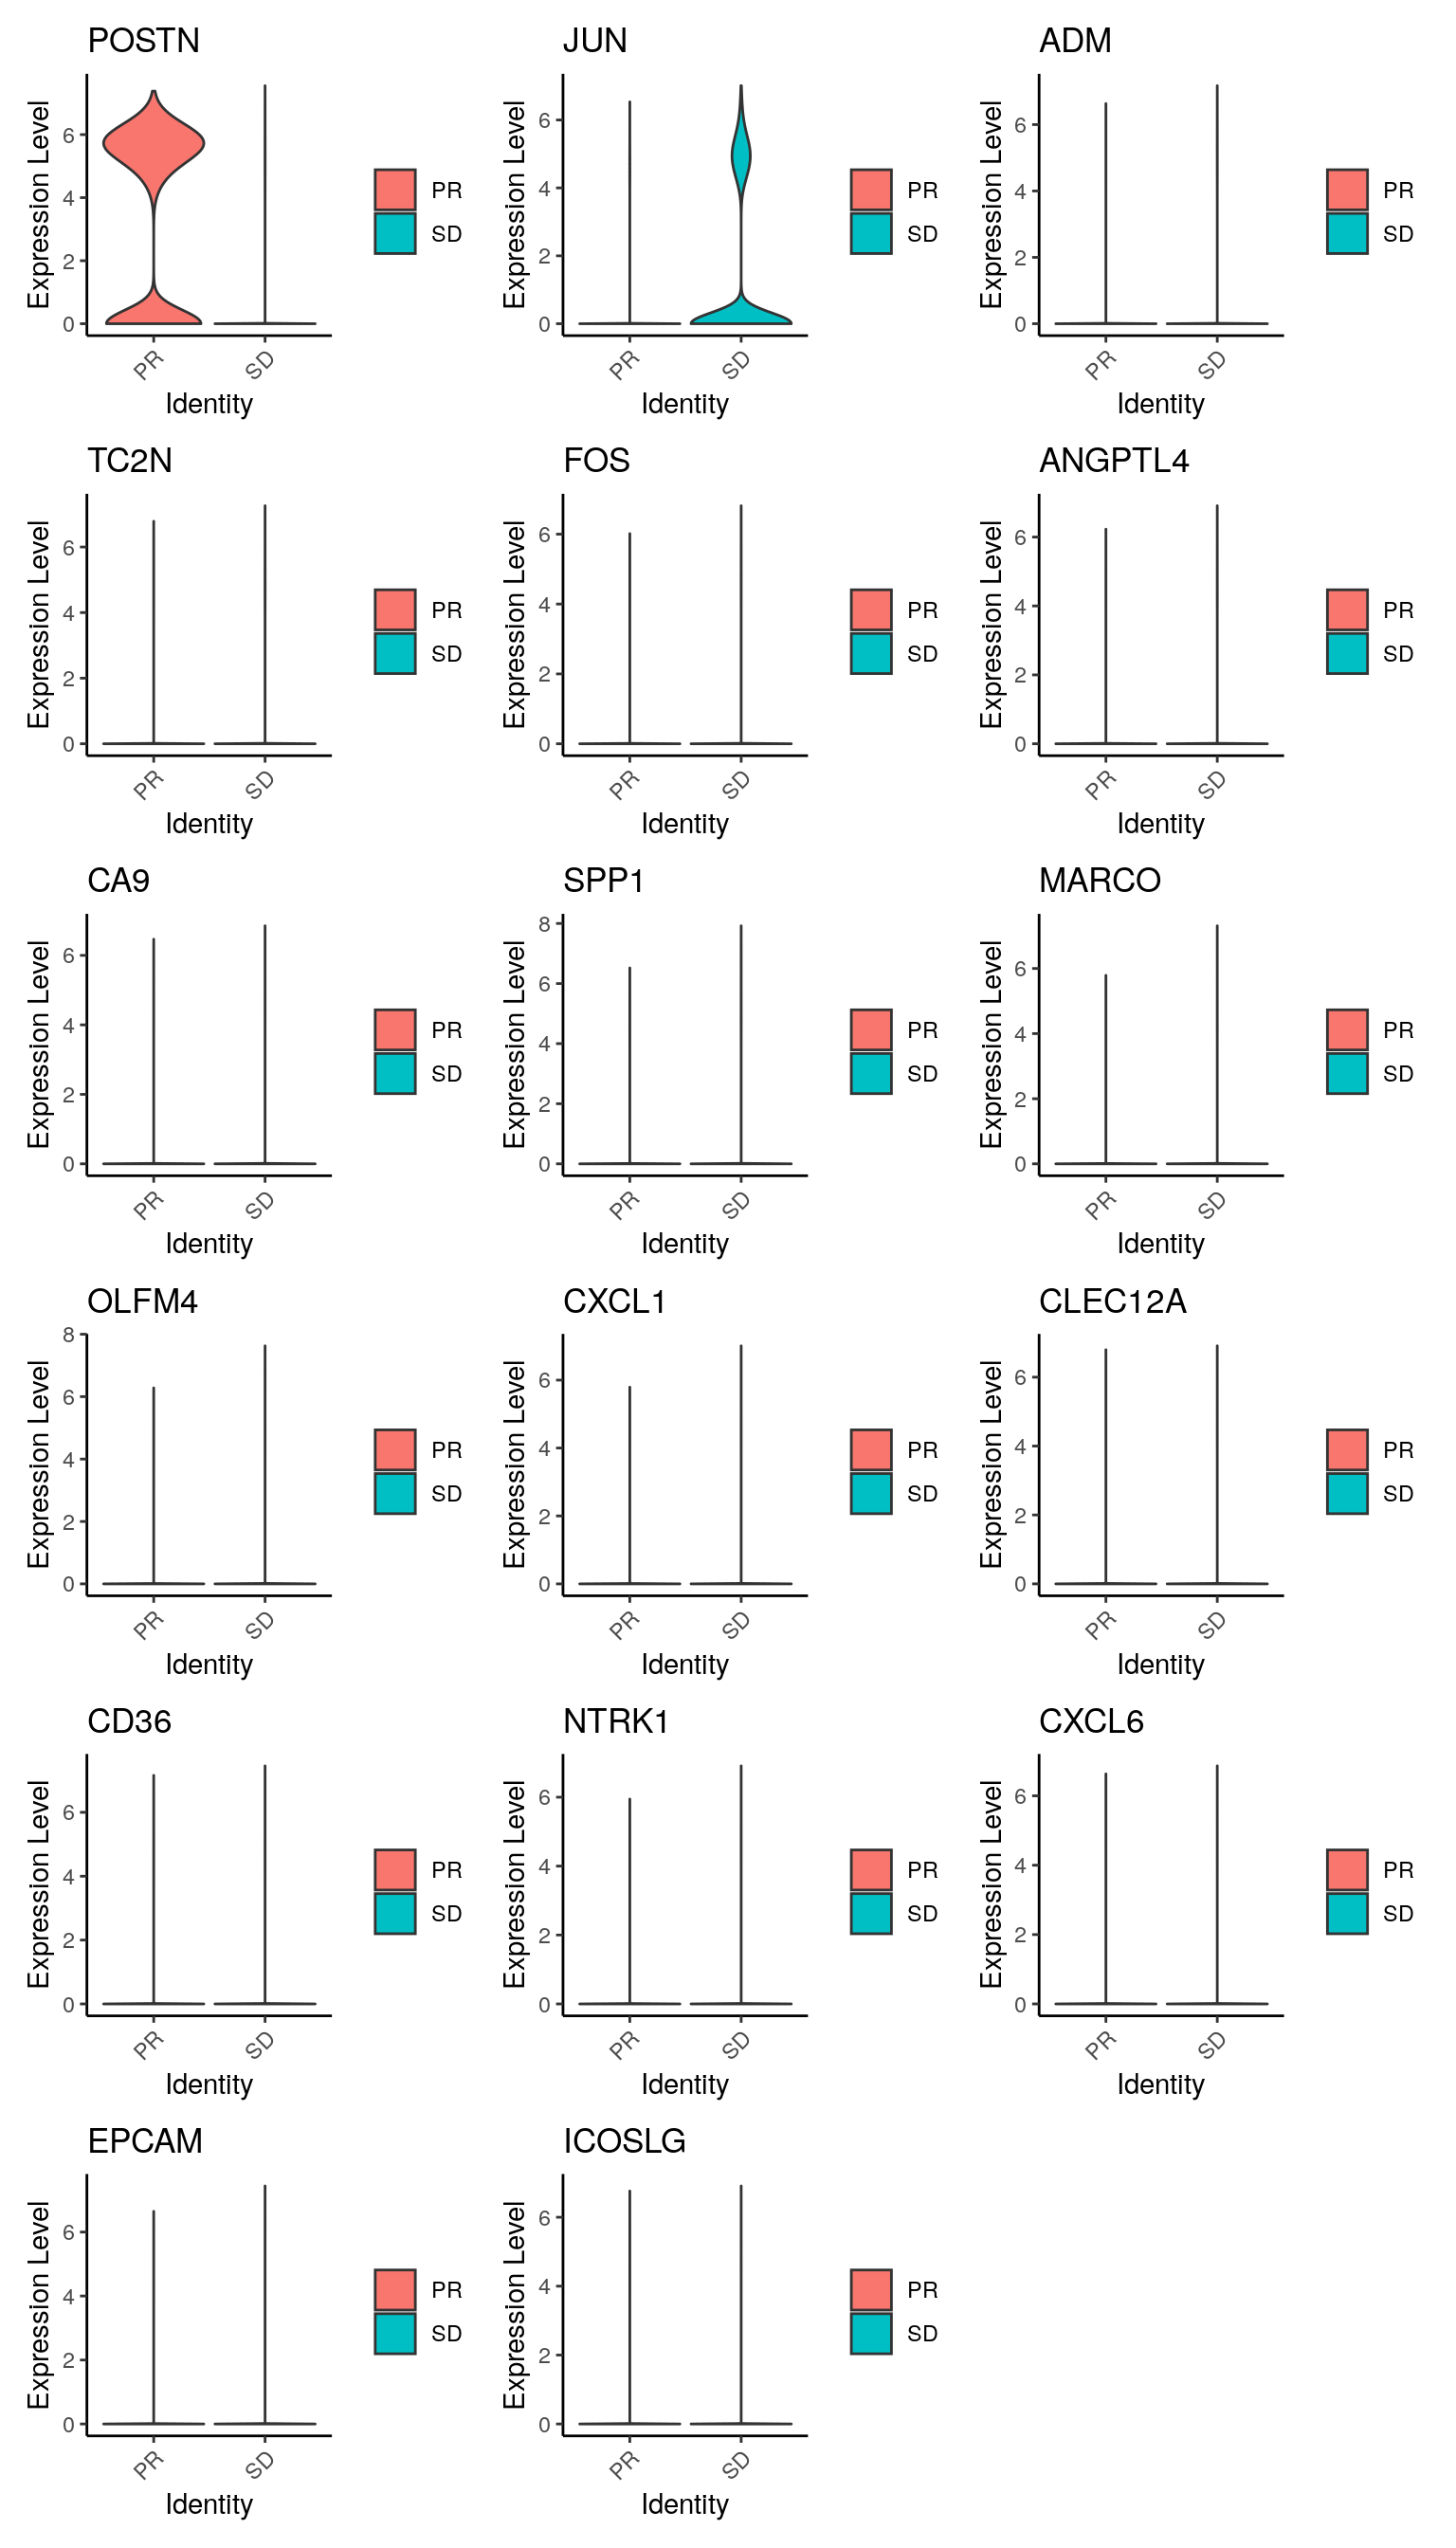 POSTN JUN ADM
Expression Level 6 4 2 0 PR SD Expression Level 6 4 2 0 PR SD Expression Level 6 4 2 0 PR SD
PR SD PR SD PR SD
Identity Identity Identity
TC2N FOS ANGPTL4
Expression Level 6 4 2 0 PR SD Expression Level 6 4 2 0 PR SD Expression Level 6 4 2 0 PR SD
PR SD PR SD PR SD
Identity Identity Identity
CA9 SPP1 MARCO
Expression Level 6 4 2 0 PR SD Expression Level 8 6 4 2 0 PR SD Expression Level 6 4 2 0 PR SD
PR SD PR SD PR SD
Identity Identity Identity
OLFM4 CXCL1 CLEC12A
Expression Level 8 6 4 2 0 PR SD Expression Level 6 4 2 0 PR SD Expression Level 6 4 2 0 PR SD
PR SD PR SD PR SD
Identity Identity Identity
CD36 NTRK1 CXCL6
Expression Level 6 4 2 0 PR SD Expression Level 6 4 2 0 PR SD Expression Level 6 4 2 0 PR SD
PR SD PR SD PR SD
Identity Identity Identity
EPCAM ICOSLG
Expression Level 6 4 2 0 PR SD Expression Level 6 4 2 0 PR SD
PR SD PR SD
Identity Identity